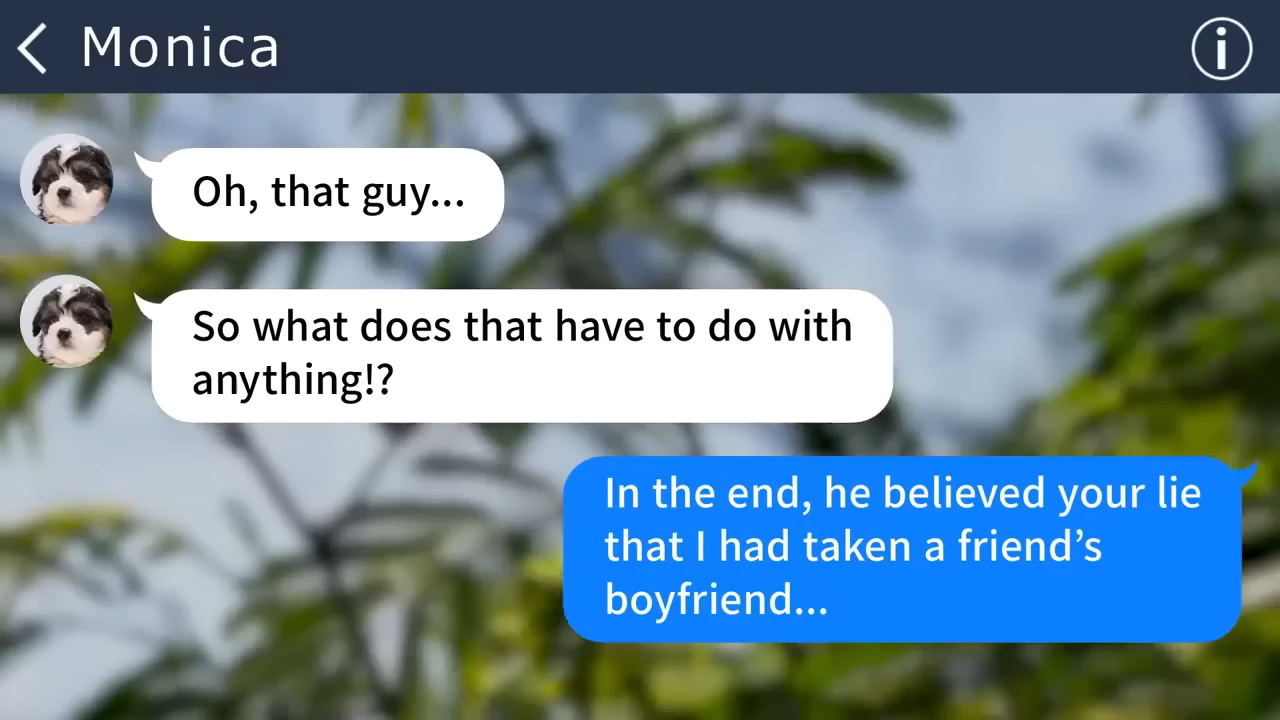 Monica
Oh, that guy...
So what does that have to do with
anything!?
In the end, he believed your lie
that I had taken a friend’s
boyfriend...